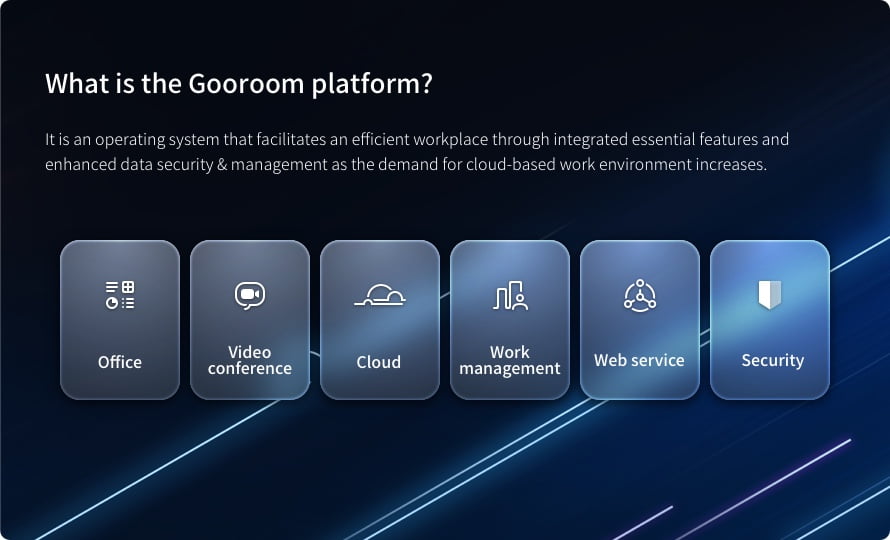 What is the Gooroom platform?
It is an operating system that facilitates an efficient workplace through integrated essential features and
enhanced data security & management as the demand for cloud-based work environment increases.
Office
Video
conference
Cloud
Work
management
Web service
Security